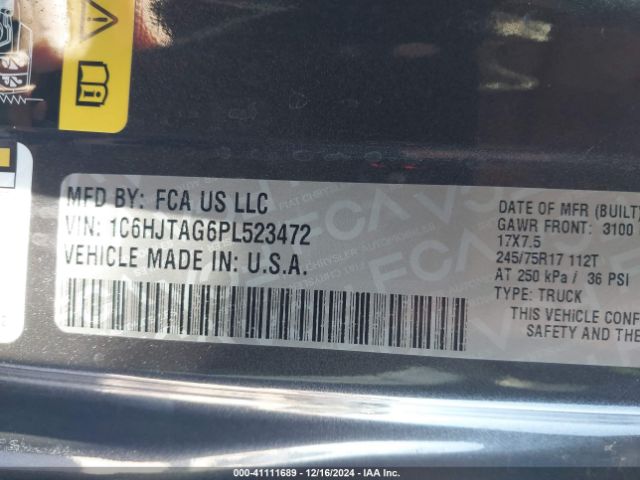 MFD BY: FCA US LLC
VIN: 1C6HJTAG6PL523472
VEHICLE MADE IN: U.S.A.
DATE OF MFR (BUILT
GAWR FRONT: 3100
17X7.5
245/75R17 112T
AT 250 kPa / 36 PSI
TYPE: TRUCK
THIS VEHICLE CONF
SAFETY, AND THE
000-41111689 - 12/16/2024 - IAA Inc.